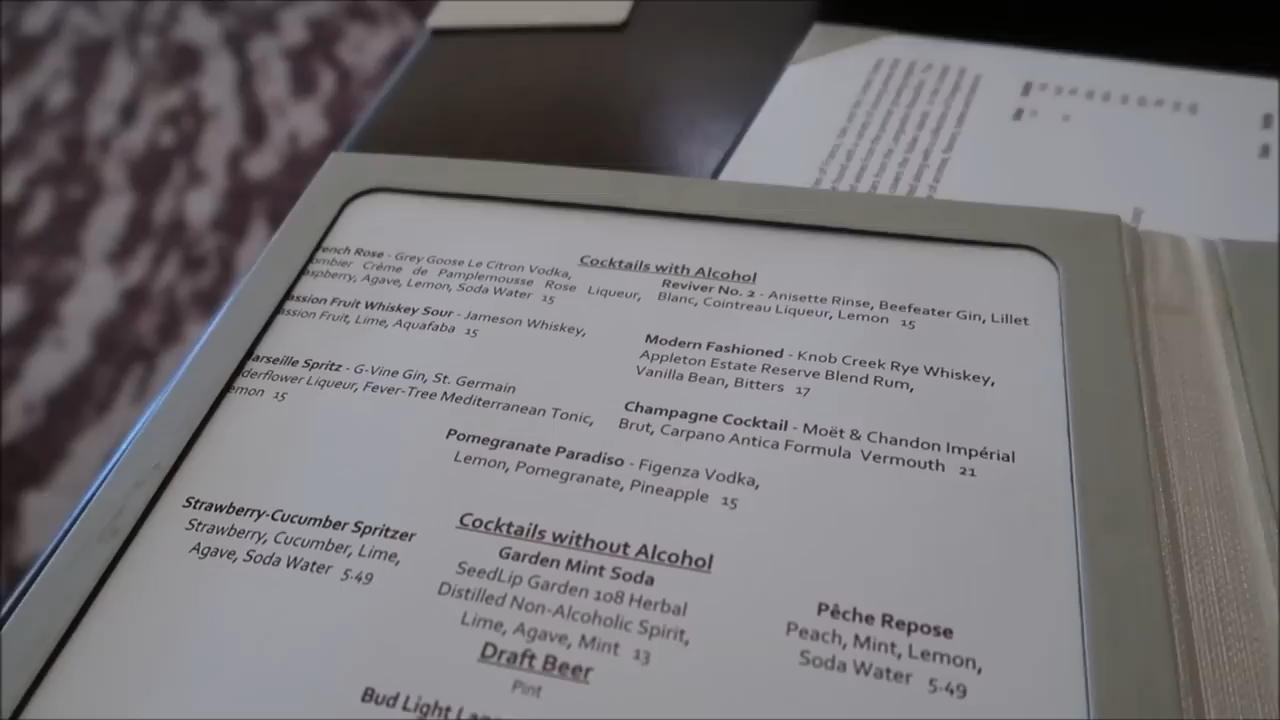 Cocktails with Alcohol
ench Rose - Grey Goose Le Citron Vodka,
ombier Crème de Pamplemousse Rose Liqueur,
aspberry, Agave, Lemon, Soda Water 15
assion Fruit Whiskey Sour - Jameson Whiskey,
assion Fruit, Lime, Aquafaba 15
arseille Spritz - G-Vine Gin, St. Germain
derflower Liqueur, Fever-Tree Mediterranean Tonic,
emon 15
Reviver No. 2 - Anisette Rinse, Beefeater Gin, Lillet
Blanc, Cointreau Liqueur, Lemon 15
Modern Fashioned - Knob Creek Rye Whiskey,
Appleton Estate Reserve Blend Rum,
Vanilla Bean, Bitters 17
Champagne Cocktail - Moët & Chandon Impérial
Brut, Carpano Antica Formula Vermouth 21
Pomegranate Paradiso - Figenza Vodka,
Lemon, Pomegranate, Pineapple 15
Cocktails without Alcohol
Strawberry-Cucumber Spritzer
Strawberry, Cucumber, Lime,
Agave, Soda Water 5.49
Garden Mint Soda
SeedLip Garden 108 Herbal
Distilled Non-Alcoholic Spirit,
Lime, Agave, Mint 13
Pêche Repose
Peach, Mint, Lemon,
Soda Water 5.49
Draft Beer
Pint
Bud Light